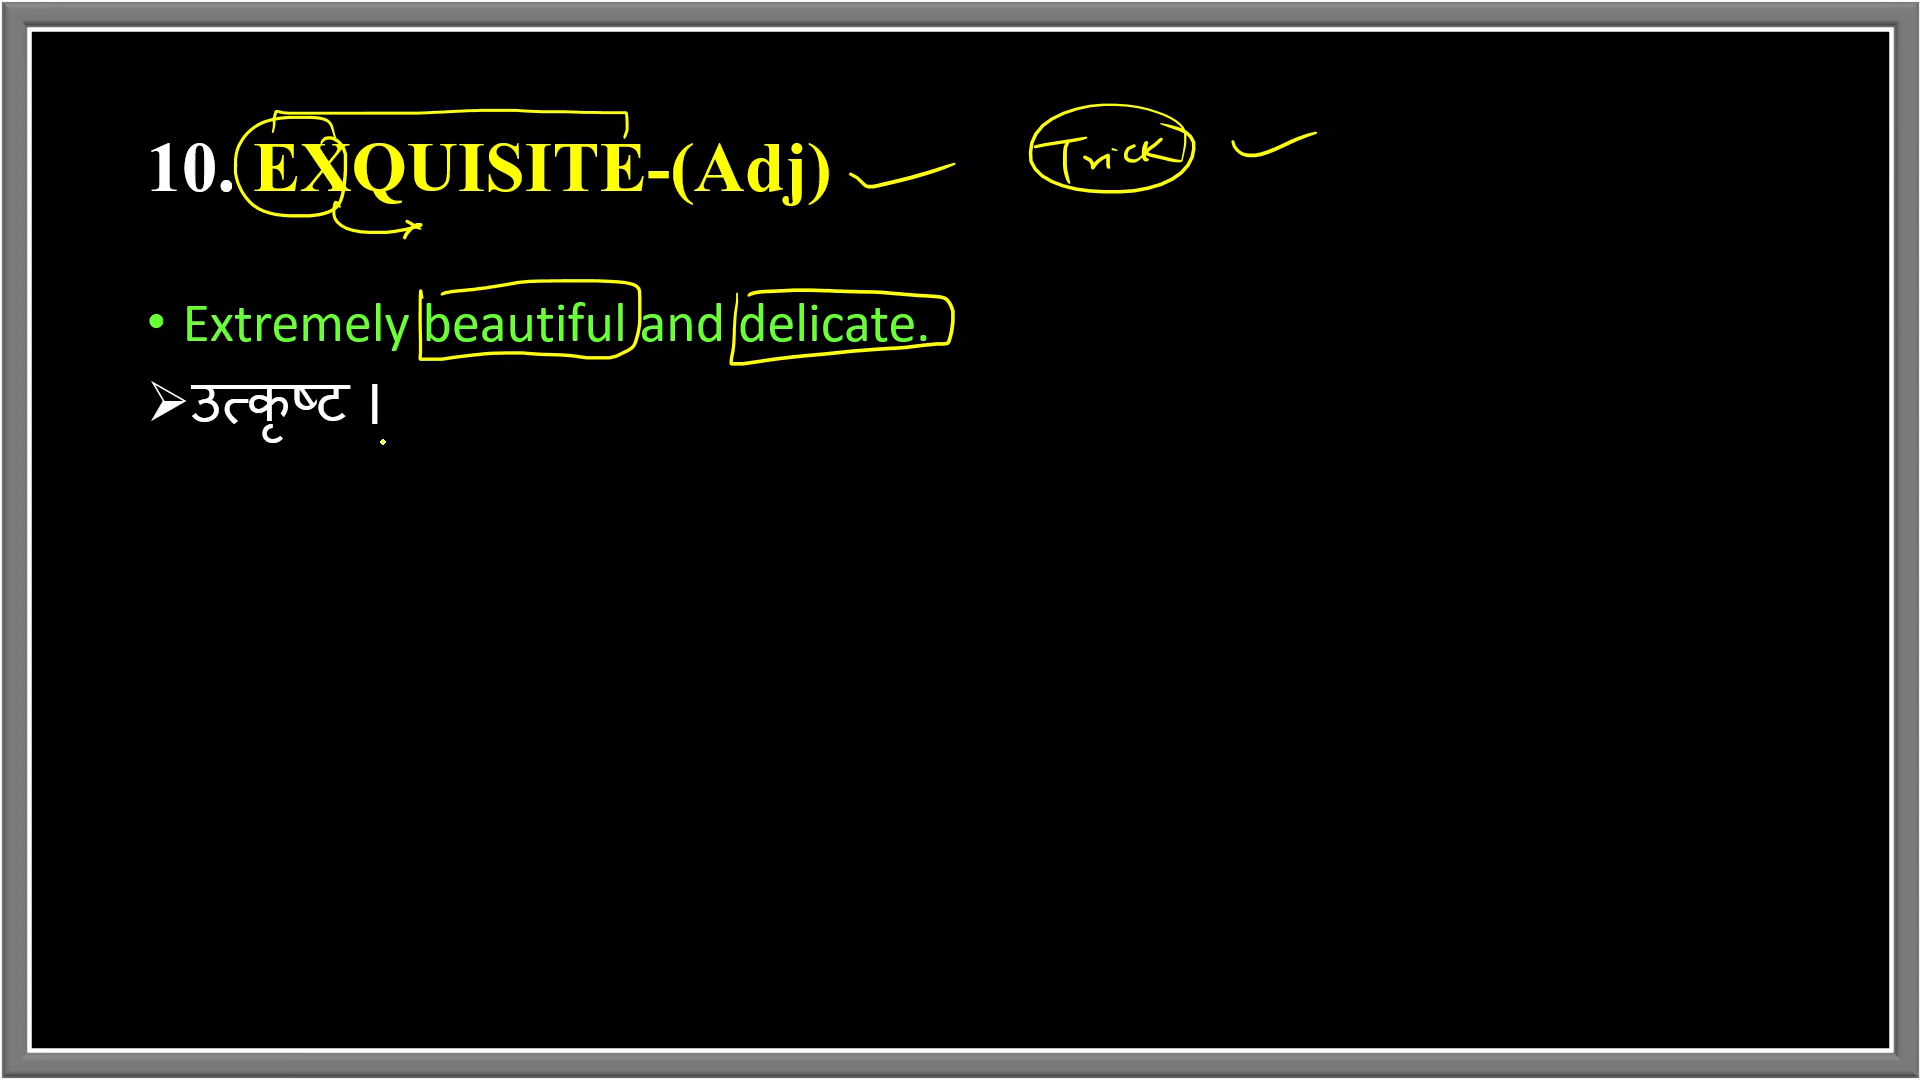 10. EXQUISITE-(Adj) Trick
• Extremely beautiful and delicate.
➢उत्कृष्ट ।